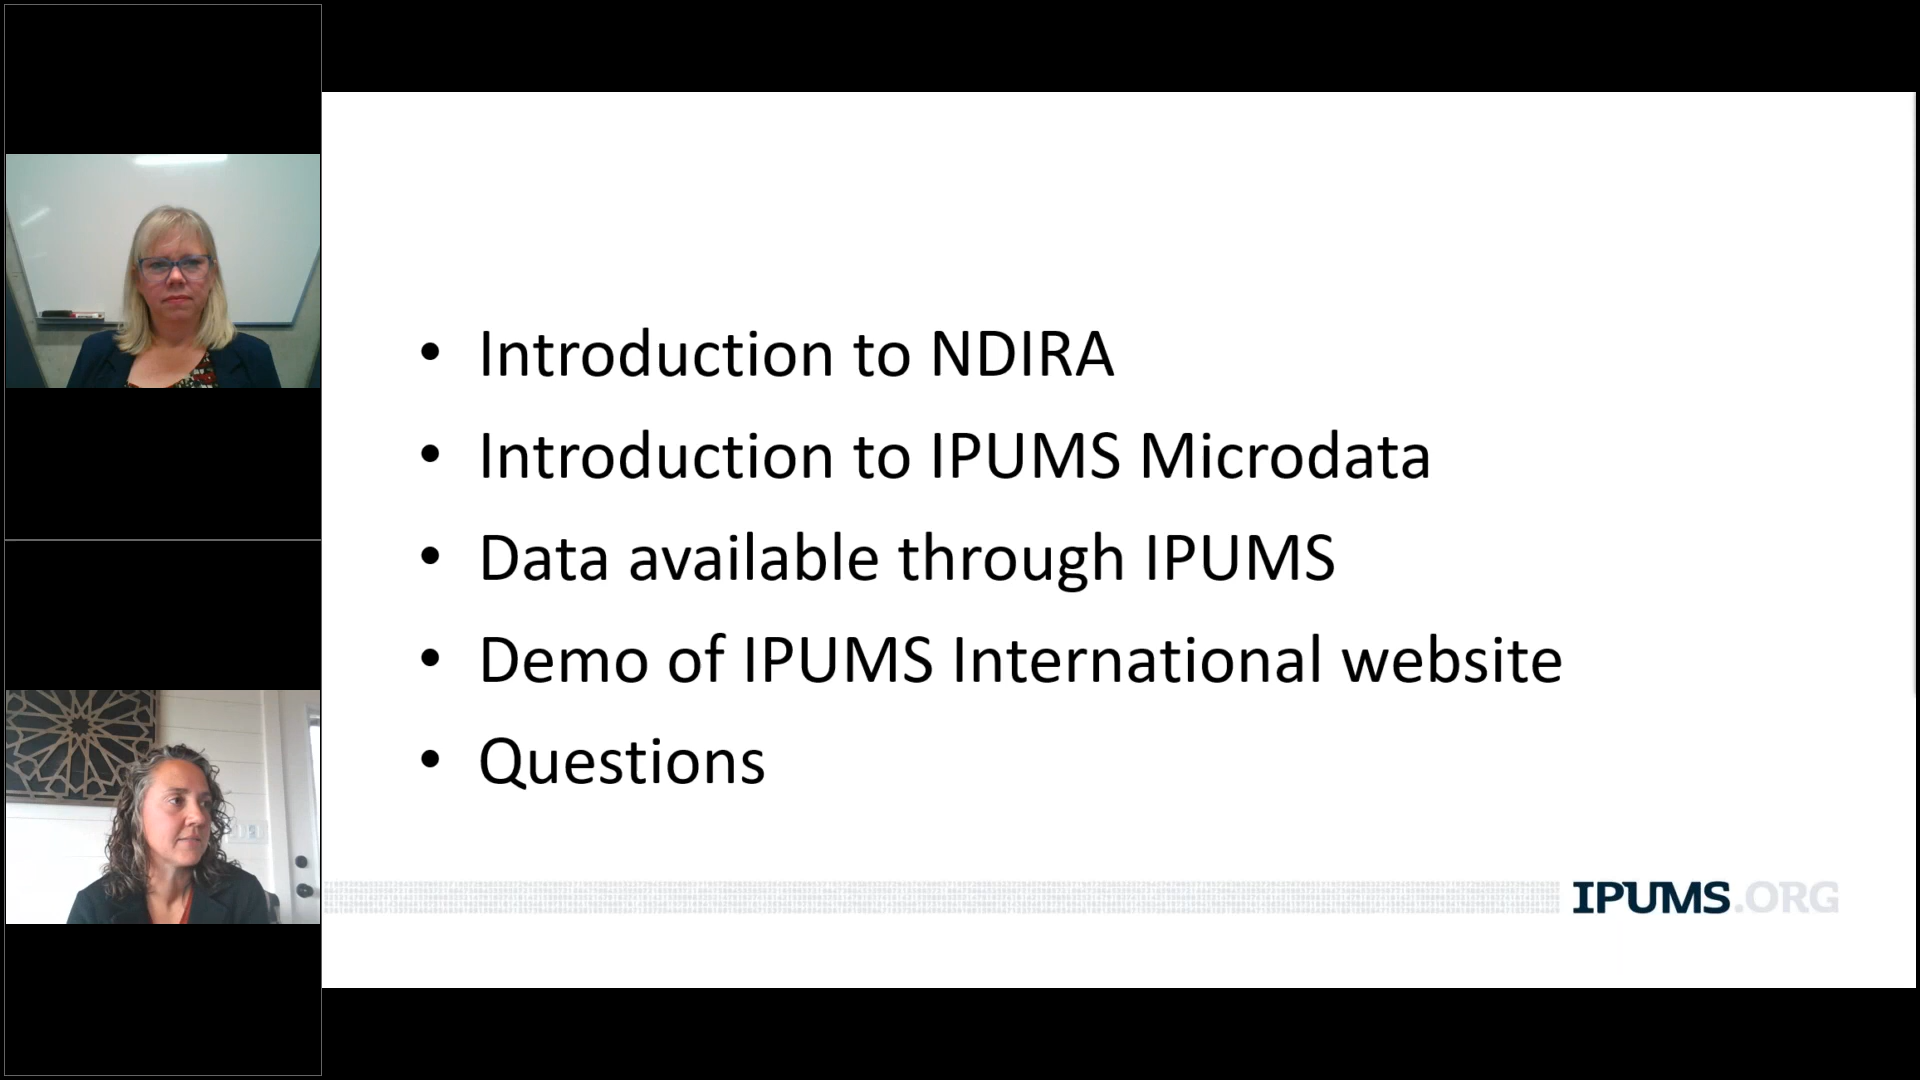 • Introduction to NDIRA
• Introduction to IPUMS Microdata
• Data available through IPUMS
• Demo of IPUMS International website
• Questions
IPUMS.ORG